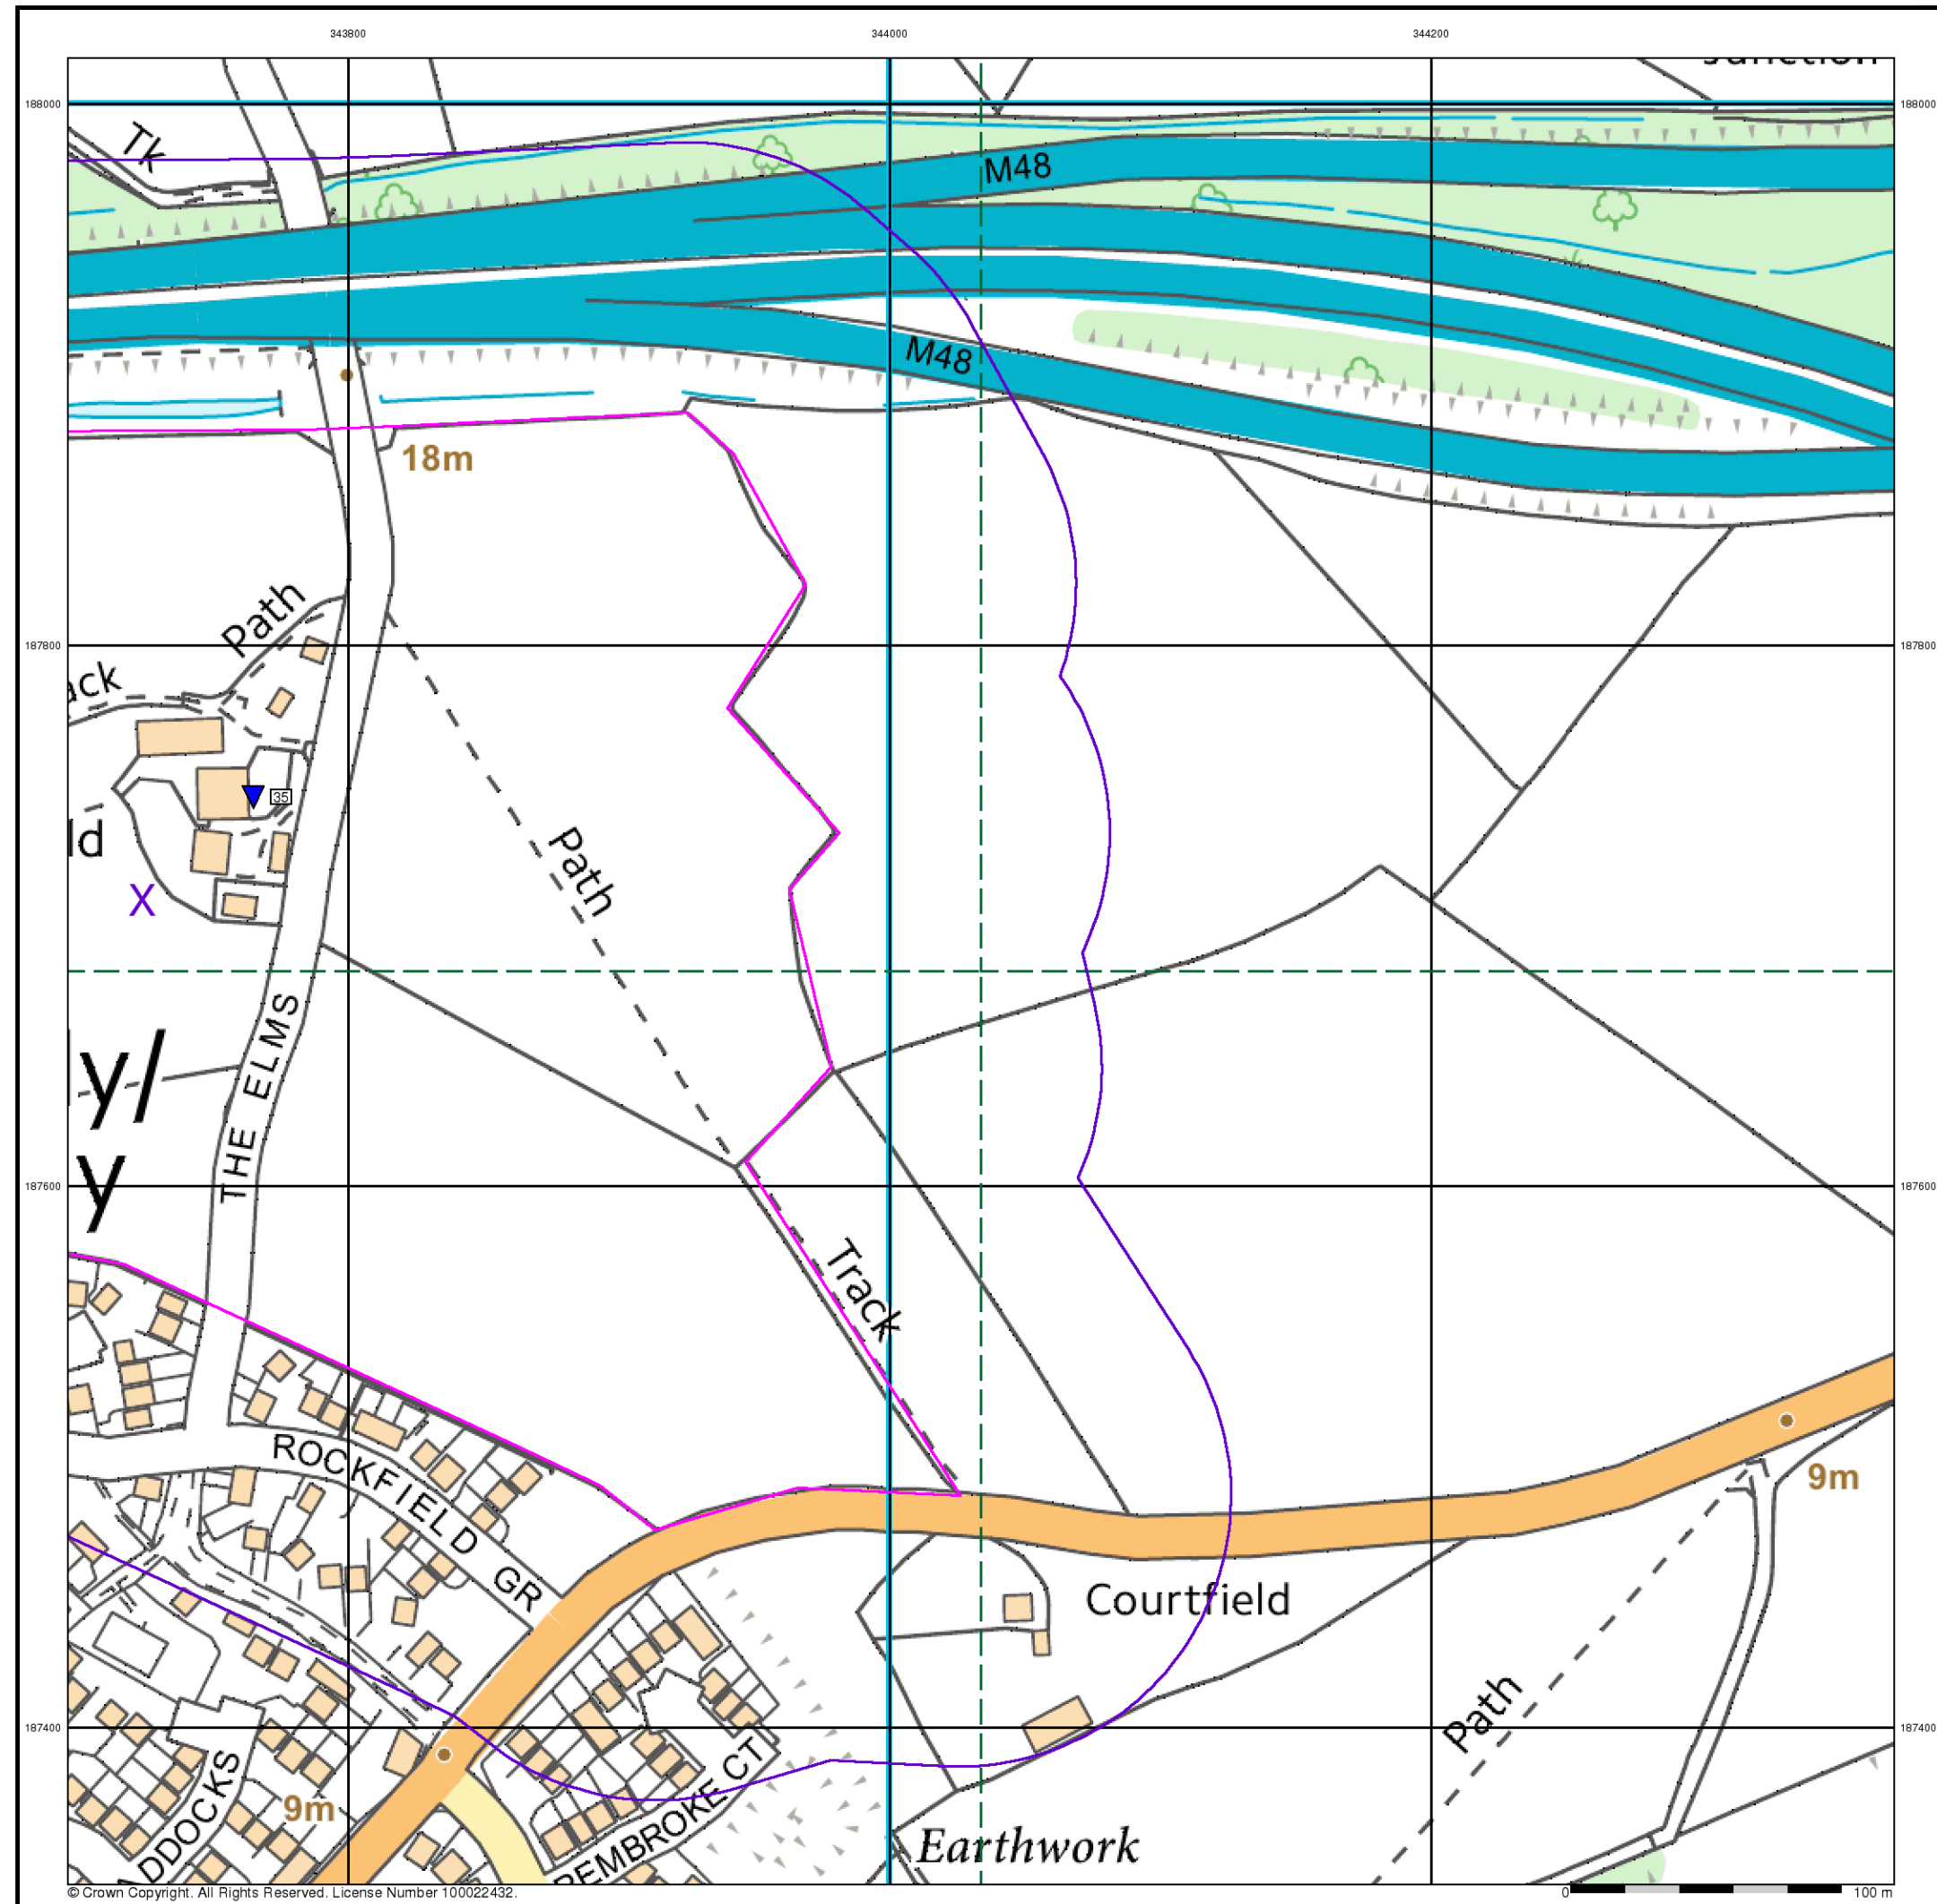 343800
344000
344200
Junction
188000
188000
Tk
M48
M48
18m
Path
187800
187800
ack
35
ld
Path
X
THE ELMS
y/
y
187600
187600
Track
ROCKFIELD GR
9m
Courtfield
Path
187400
187400
9m
ADDOCKS
PEMBROKE CT
Earthwork
© Crown Copyright. All Rights Reserved. License Number 100022432.
0 100 m